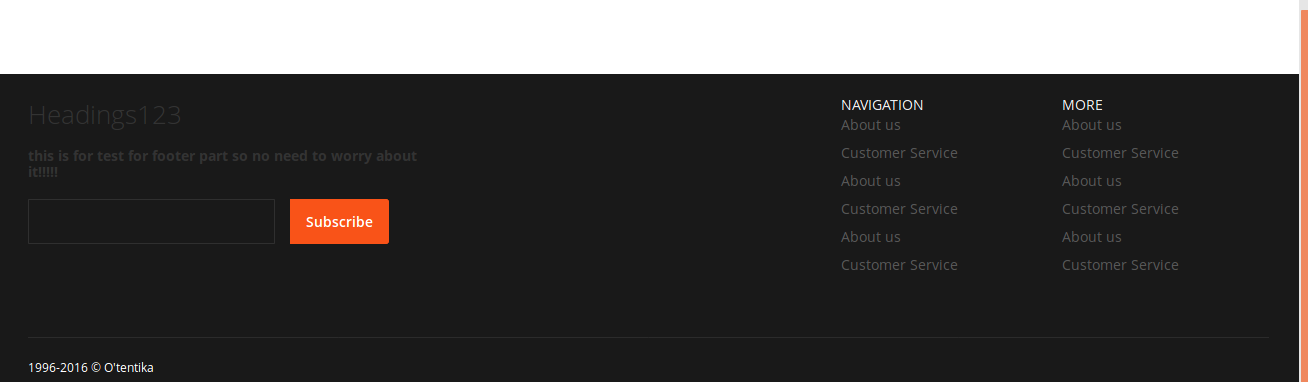 Headings123
this is for test for footer part so no need to worry about
it!!!!!
Subscribe
NAVIGATION
About us
Customer Service
About us
Customer Service
About us
Customer Service
MORE
About us
Customer Service
About us
Customer Service
About us
Customer Service
1996-2016 © O'tentika